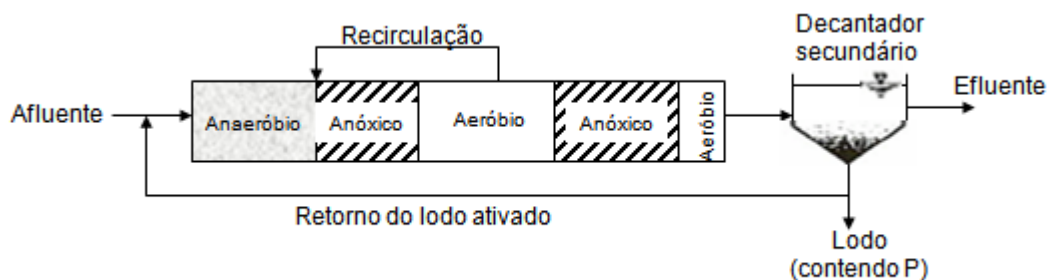 Recirculação
Decantador
secundário
Efluente
Afluente
Anaeróbio
Anóxico
Aeróbio
Anóxico
Aeróbio
Retorno do lodo ativado
Lodo
(contendo P)